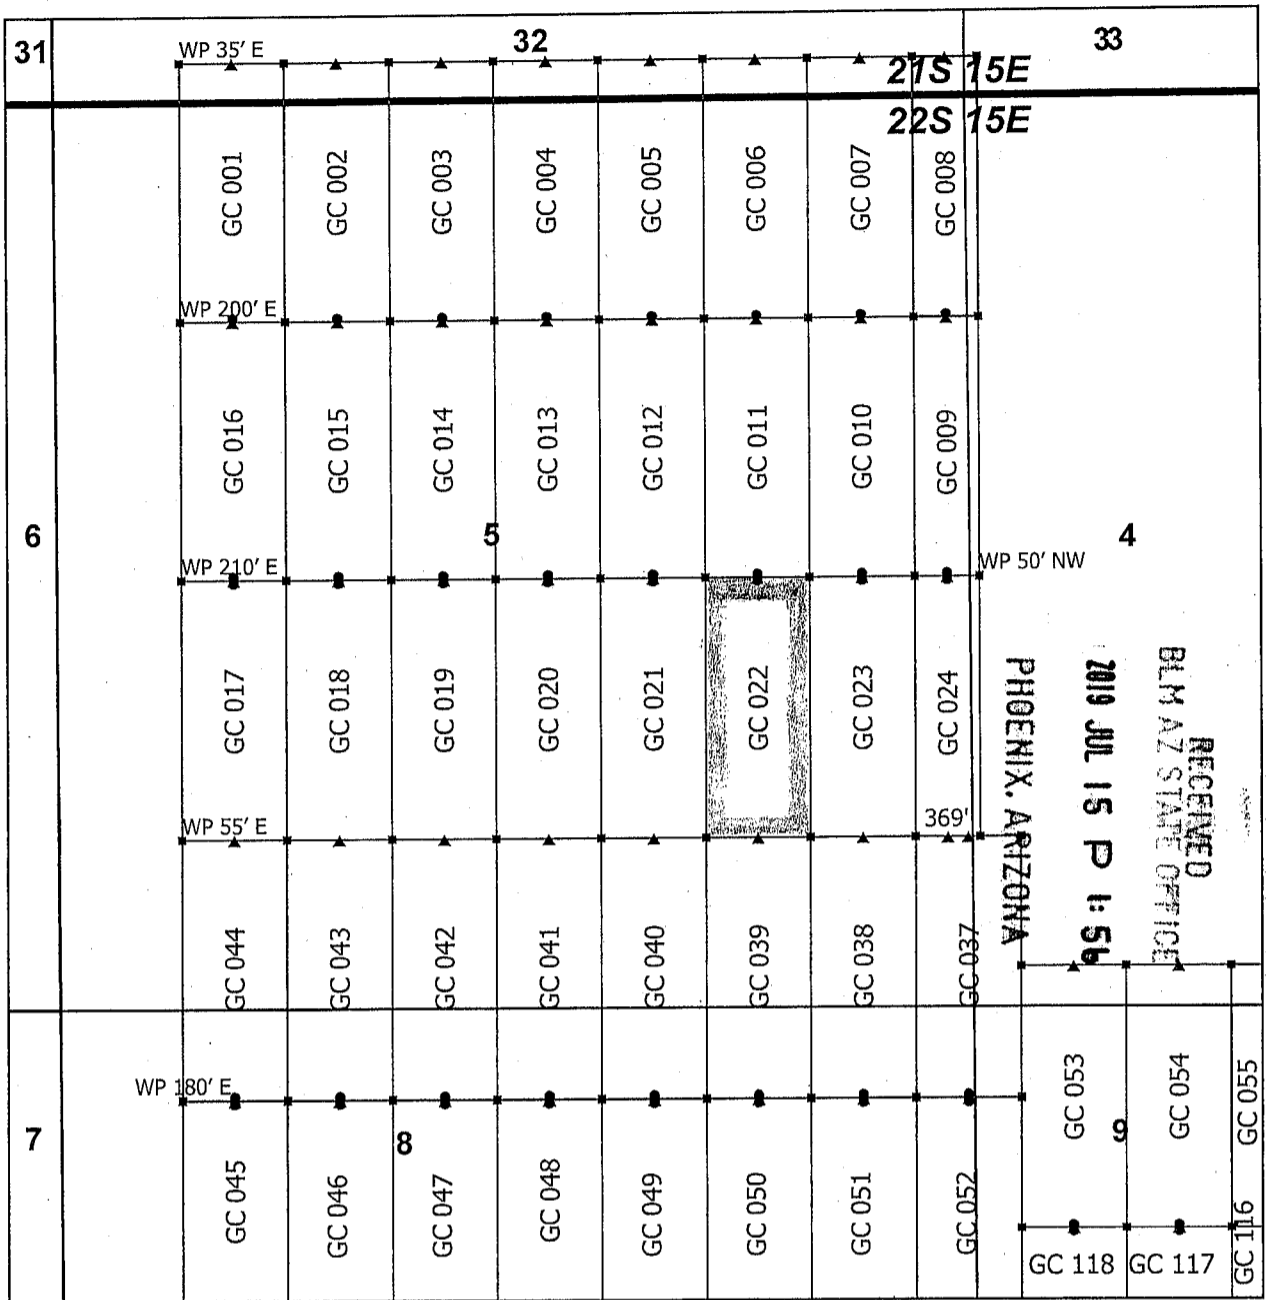 31
32
33
WP 35' E
21S 15E
22S 15E
GC 001
GC 002
GC 003
GC 004
GC 005
GC 006
GC 007
GC 008
WP 200' E
GC 016
GC 015
GC 014
GC 013
GC 012
GC 011
GC 010
GC 009
6
5
4
WP 210' E
WP 50' NW
GC 017
GC 018
GC 019
GC 020
GC 021
GC 022
GC 023
GC 024
RECEIVED
BLM AZ STATE OFFICE
2019 JUL 15 P 1:56
PHOENIX, ARIZONA
WP 55' E
369'
GC 044
GC 043
GC 042
GC 041
GC 040
GC 039
GC 038
GC 037
WP 180' E
GC 053
GC 054
GC 055
7
8
9
GC 045
GC 046
GC 047
GC 048
GC 049
GC 050
GC 051
GC 052
GC 118
GC 117
GC 116